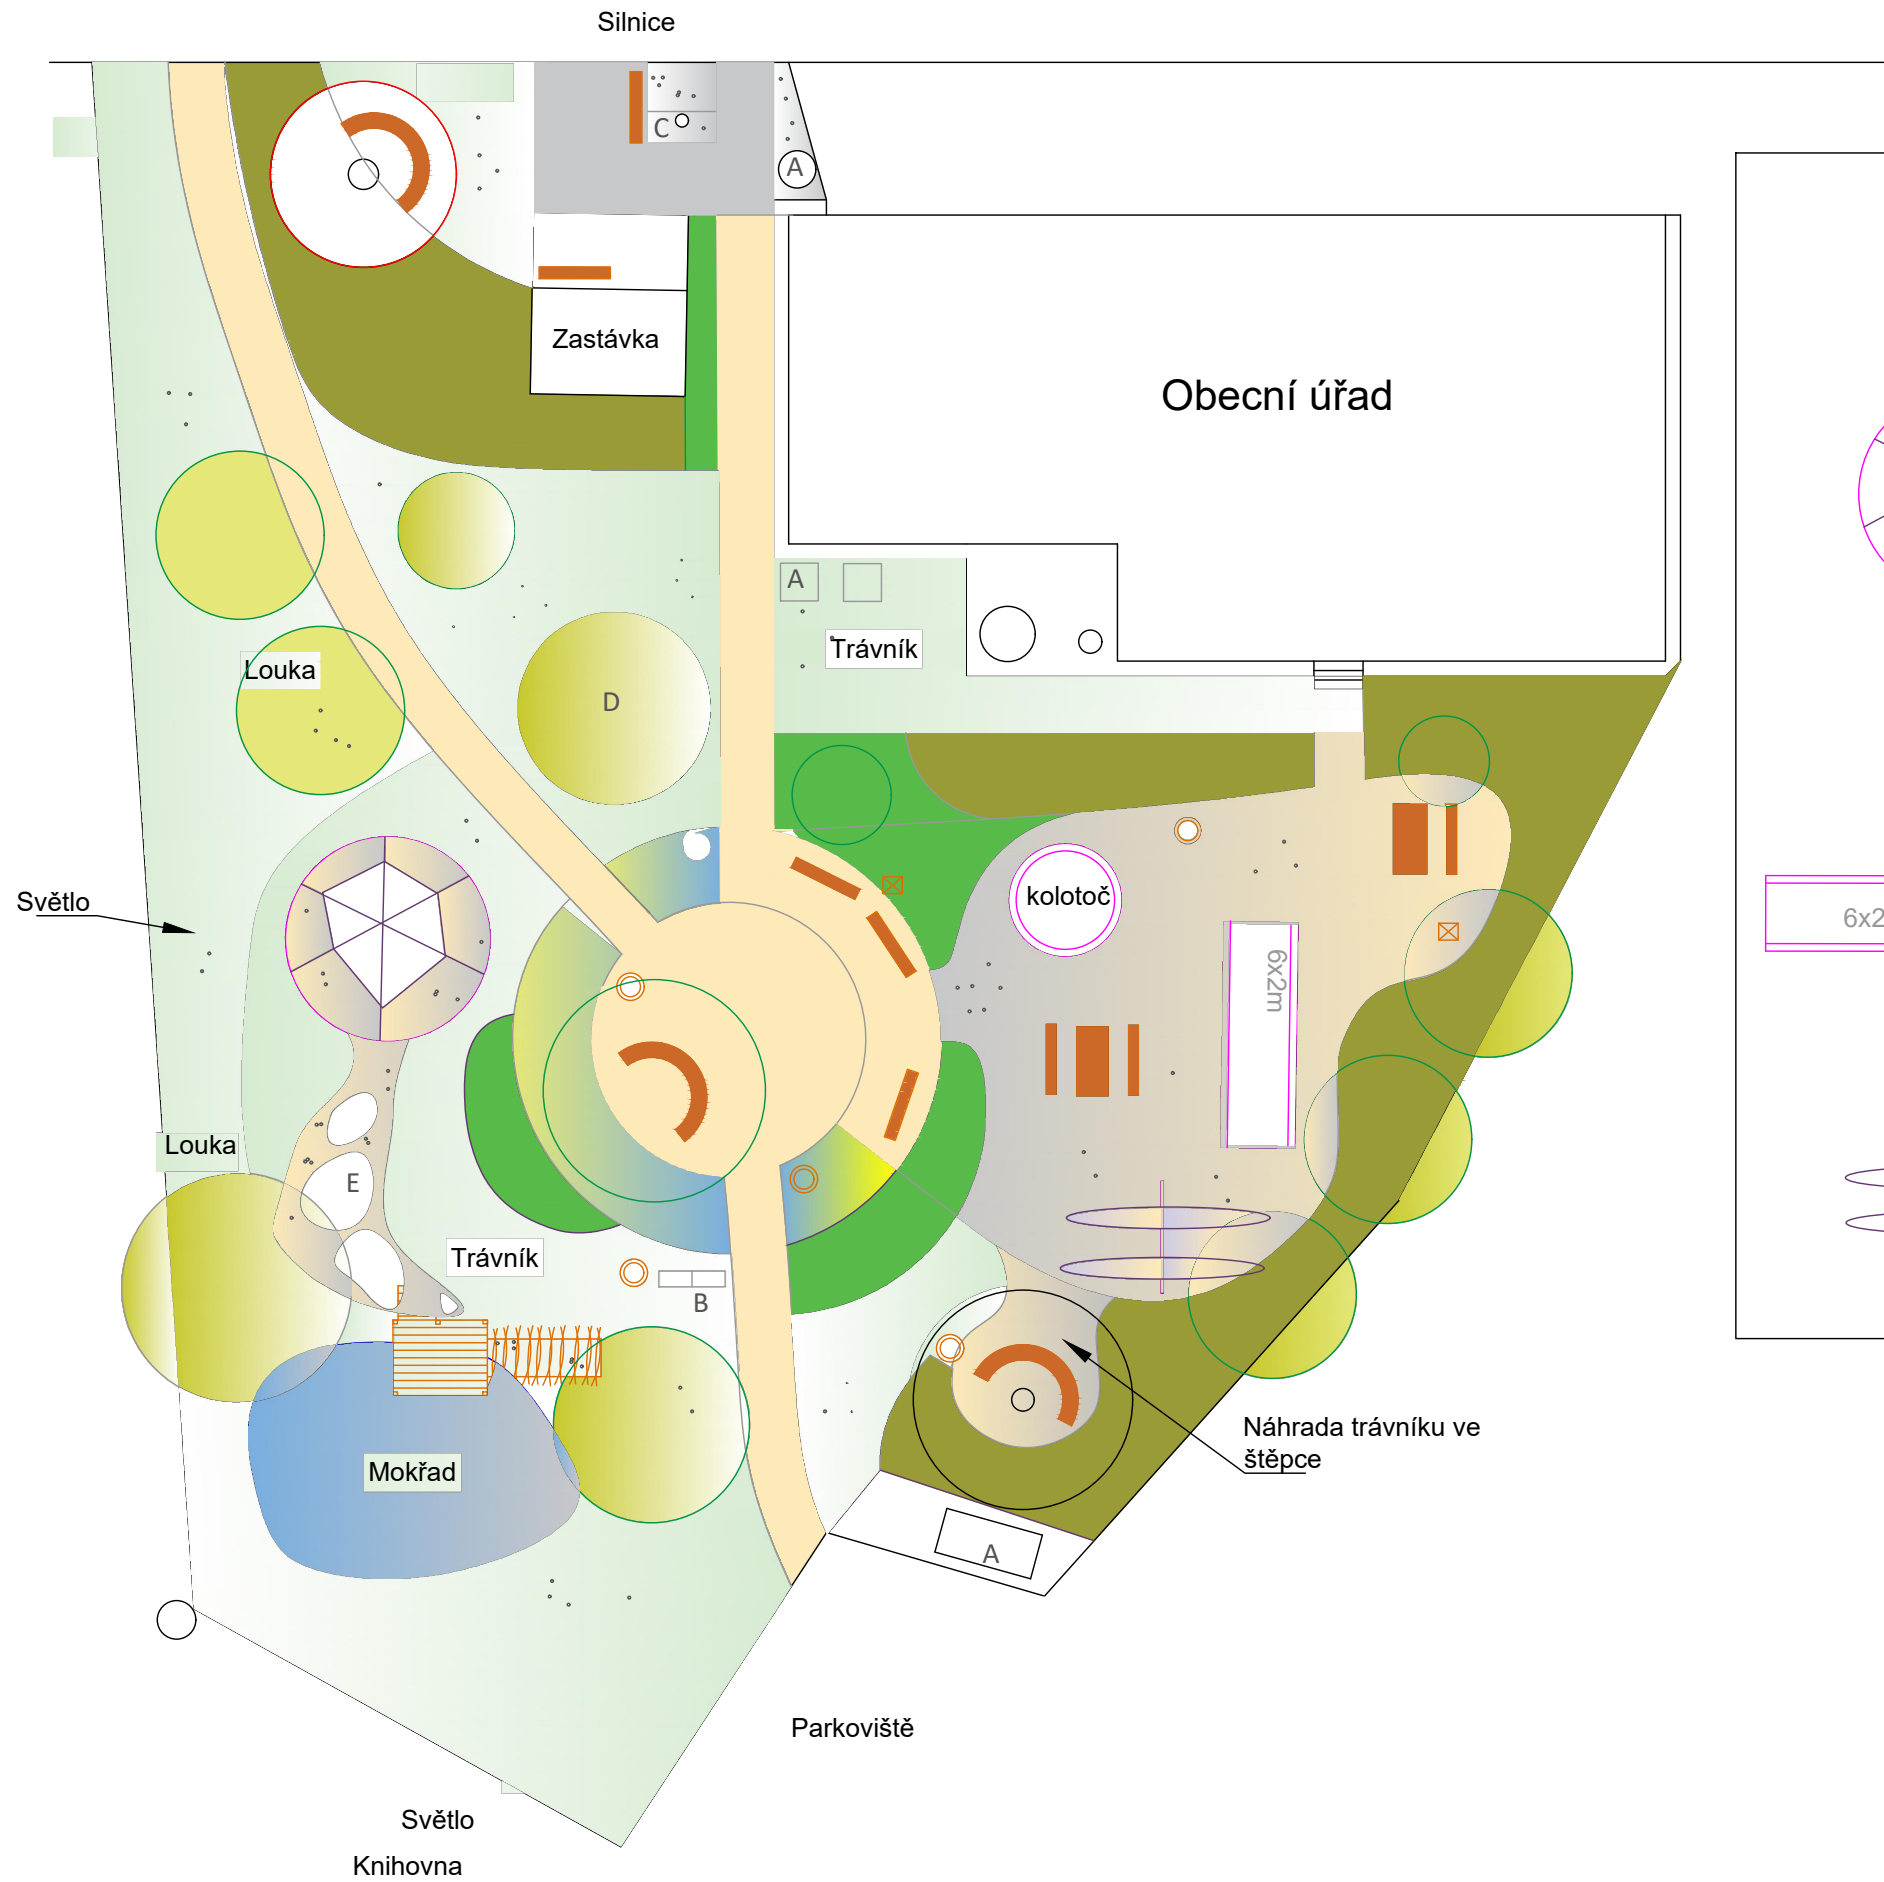 Silnice
C
A
Zastávka
Obecní úřad
A
Trávník
Louka
D
Světlo
kolotoč
6x2
6x2m
Louka
E
Trávník
B
Náhrada trávníku ve
štěpce
Mokřad
A
Parkoviště
Světlo
Knihovna